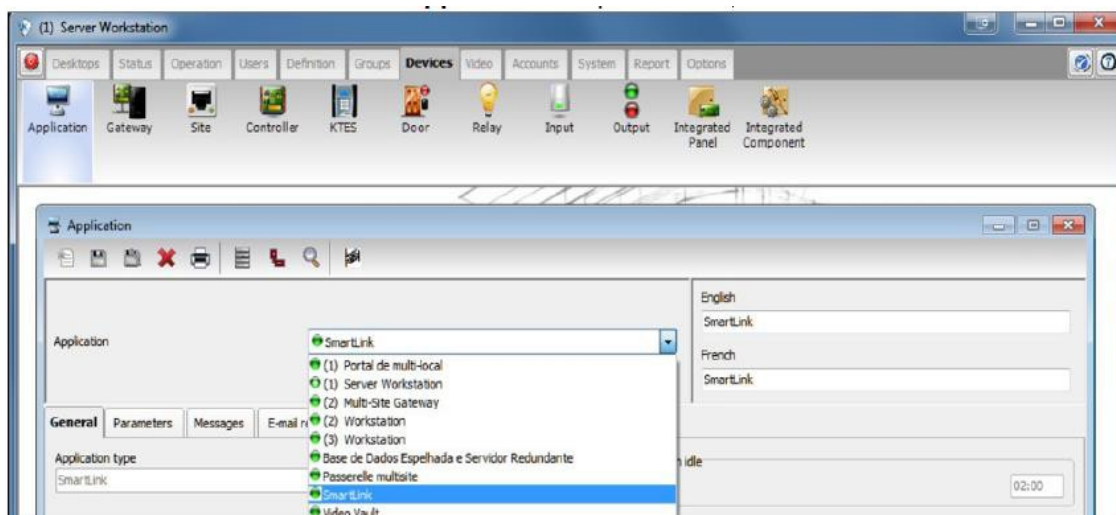 (1) Server Workstation
Desktops Status Operation Users Definition Groups Devices Video Accounts System Report Options
Application Gateway Site Controller KTES Door Relay Input Output Integrated Panel Integrated Component
Application
English
SmartLink
Application
SmartLink
French
SmartLink
(1) Portal de multi-local
(1) Server Workstation
(2) Multi-Site Gateway
(2) Workstation
(3) Workstation
Base de Dados Espelhada e Servidor Redundante
Passerelle multisite
SmartLink
Video Vault
General Parameters Messages E-mail
Application type
SmartLink
idle
02:00